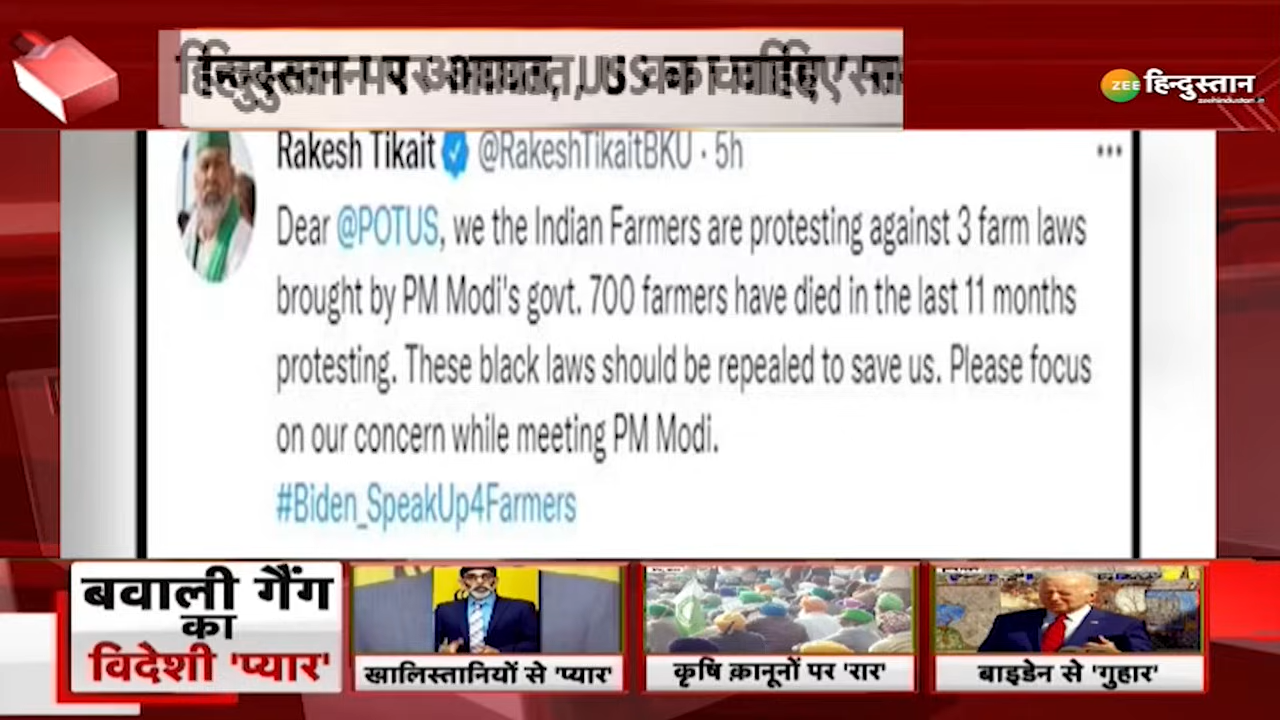 ZEE हिन्दुस्तान
zeehindustan.in
Rakesh Tikait @RakeshTikaitBKU · 5h
Dear @POTUS, we the Indian Farmers are protesting against 3 farm laws
brought by PM Modi's govt. 700 farmers have died in the last 11 months
protesting. These black laws should be repealed to save us. Please focus
on our concern while meeting PM Modi.
#Biden_SpeakUp4Farmers
बवाली गैंग
का
विदेशी 'प्यार'
खालिस्तानियों से 'प्यार'
कृषि क़ानूनों पर 'रार'
बाइडेन से 'गुहार'